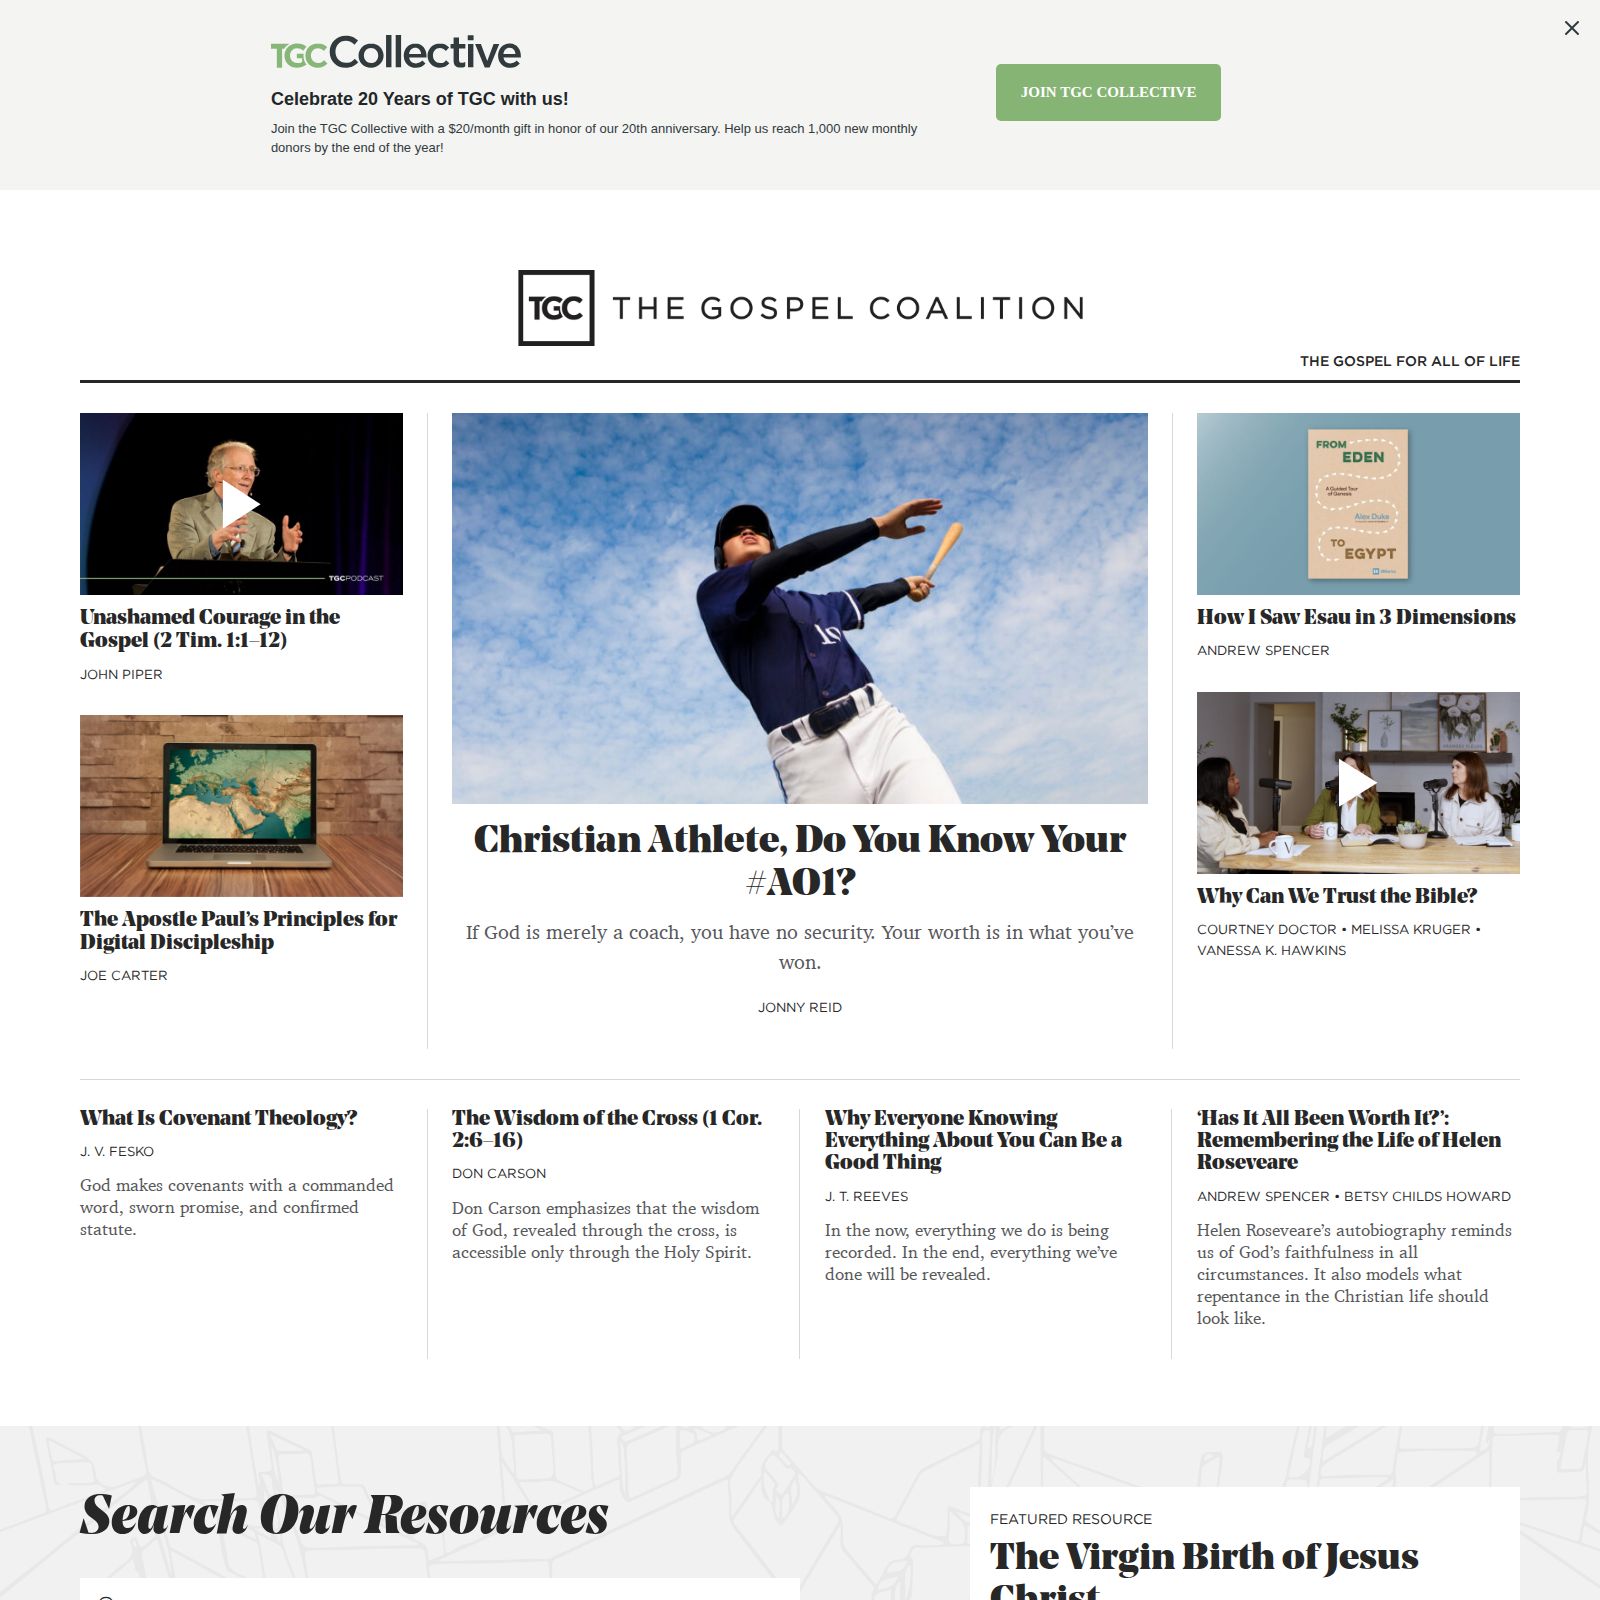 TGC Collective
Celebrate 20 Years of TGC with us!
Join the TGC Collective with a $20/month gift in honor of our 20th anniversary. Help us reach 1,000 new monthly
donors by the end of the year!
JOIN TGC COLLECTIVE
TGC THE GOSPEL COALITION
THE GOSPEL FOR ALL OF LIFE
TGCPODCAST
Unashamed Courage in the
Gospel (2 Tim. 1:1–12)
JOHN PIPER
The Apostle Paul’s Principles for
Digital Discipleship
JOE CARTER
Christian Athlete, Do You Know Your
#AO1?
If God is merely a coach, you have no security. Your worth is in what you’ve
won.
JONNY REID
FROM
EDEN
A Guided Tour
of Genesis
Alex Duke
TO
EGYPT
How I Saw Esau in 3 Dimensions
ANDREW SPENCER
V
C
Why Can We Trust the Bible?
COURTNEY DOCTOR • MELISSA KRUGER •
VANESSA K. HAWKINS
What Is Covenant Theology?
J. V. FESKO
God makes covenants with a commanded
word, sworn promise, and confirmed
statute.
The Wisdom of the Cross (1 Cor.
2:6–16)
DON CARSON
Don Carson emphasizes that the wisdom
of God, revealed through the cross, is
accessible only through the Holy Spirit.
Why Everyone Knowing
Everything About You Can Be a
Good Thing
J. T. REEVES
In the now, everything we do is being
recorded. In the end, everything we’ve
done will be revealed.
‘Has It All Been Worth It?’:
Remembering the Life of Helen
Roseveare
ANDREW SPENCER • BETSY CHILDS HOWARD
Helen Roseveare’s autobiography reminds
us of God’s faithfulness in all
circumstances. It also models what
repentance in the Christian life should
look like.
Search Our Resources
FEATURED RESOURCE
The Virgin Birth of Jesus
Christ